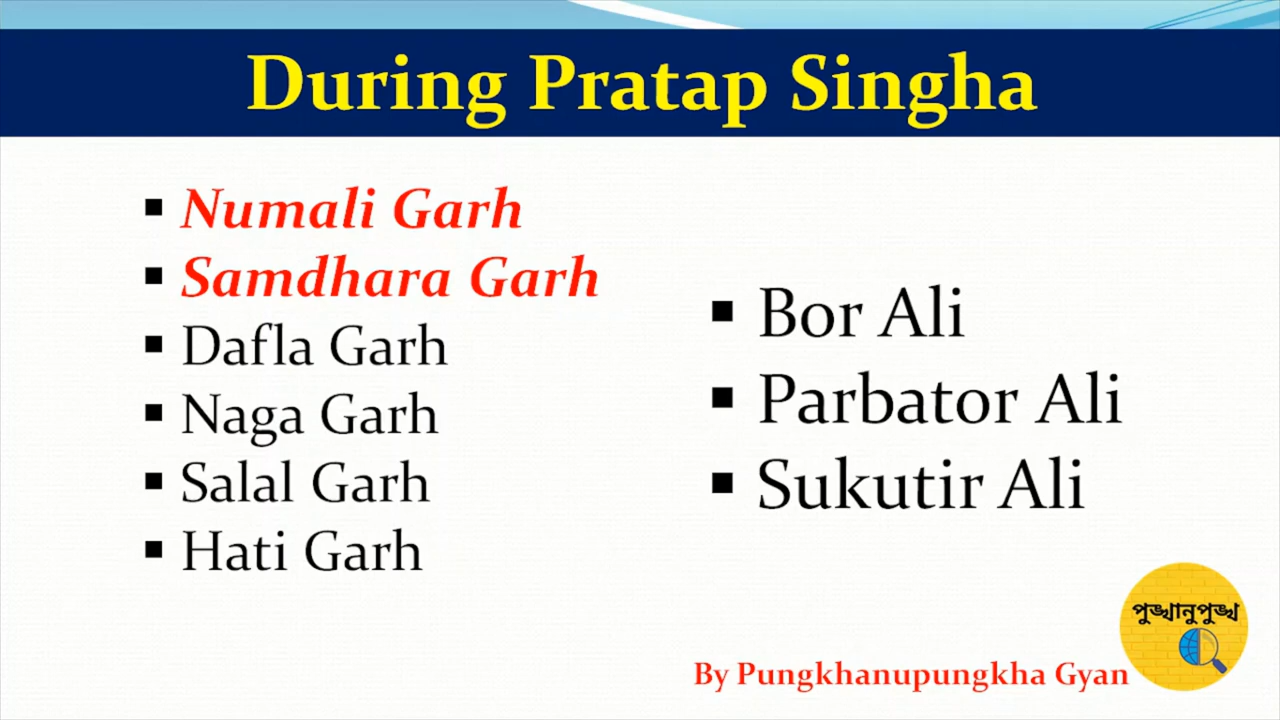 During Pratap Singha
Numali Garh
Samdhara Garh
Dafla Garh
Naga Garh
Salal Garh
Hati Garh
Bor Ali
Parbator Ali
Sukutir Ali
পুঙ্খানুপুঙ্খ
By Pungkhanupungkha Gyan